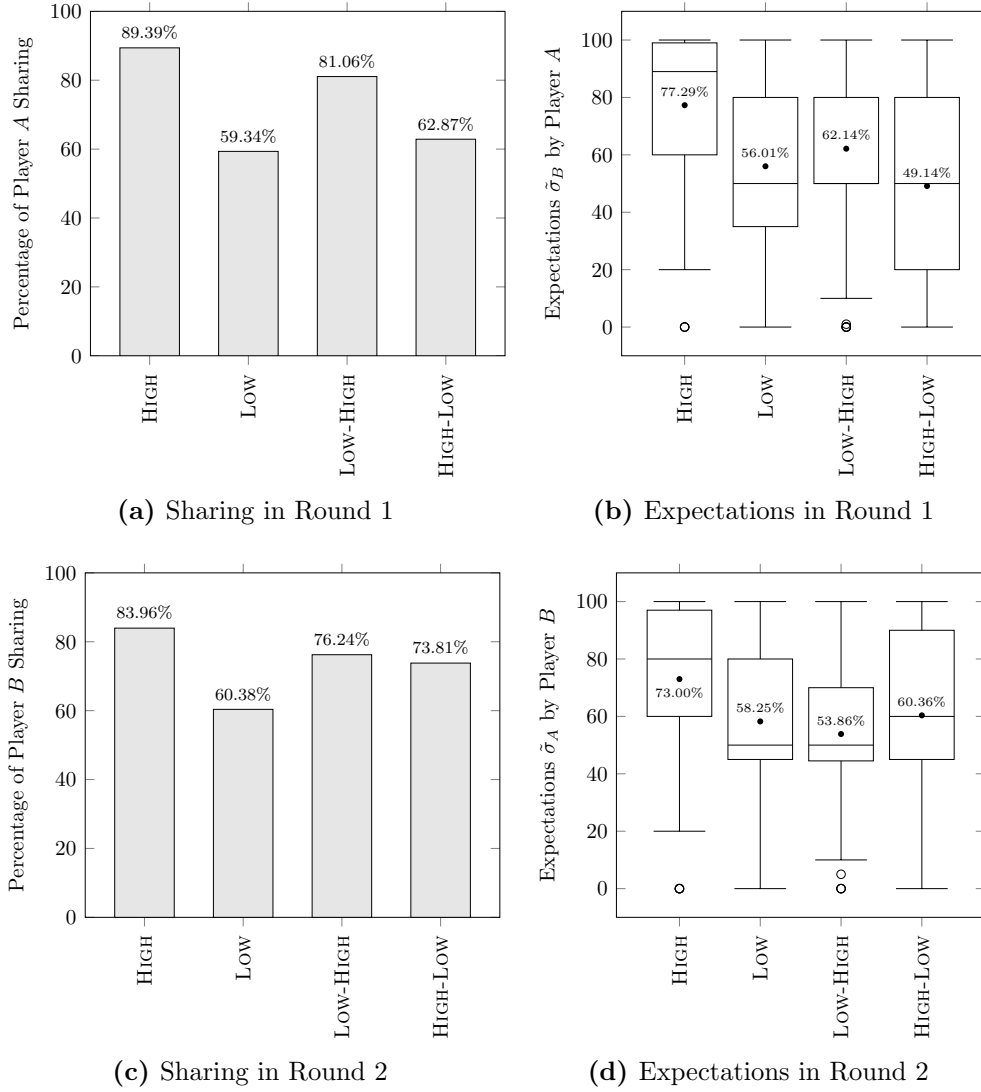 Percentage of Player A Sharing
100
80
60
40
20
0
89.39%
59.34%
81.06%
62.87%
High
Low
Low-High
High-Low
(a) Sharing in Round 1
Expectations σ̃_B by Player A
100
80
60
40
20
0
77.29%
56.01%
62.14%
49.14%
High
Low
Low-High
High-Low
(b) Expectations in Round 1
Percentage of Player B Sharing
100
80
60
40
20
0
83.96%
60.38%
76.24%
73.81%
High
Low
Low-High
High-Low
(c) Sharing in Round 2
Expectations σ̃_A by Player B
100
80
60
40
20
0
73.00%
58.25%
53.86%
60.36%
High
Low
Low-High
High-Low
(d) Expectations in Round 2